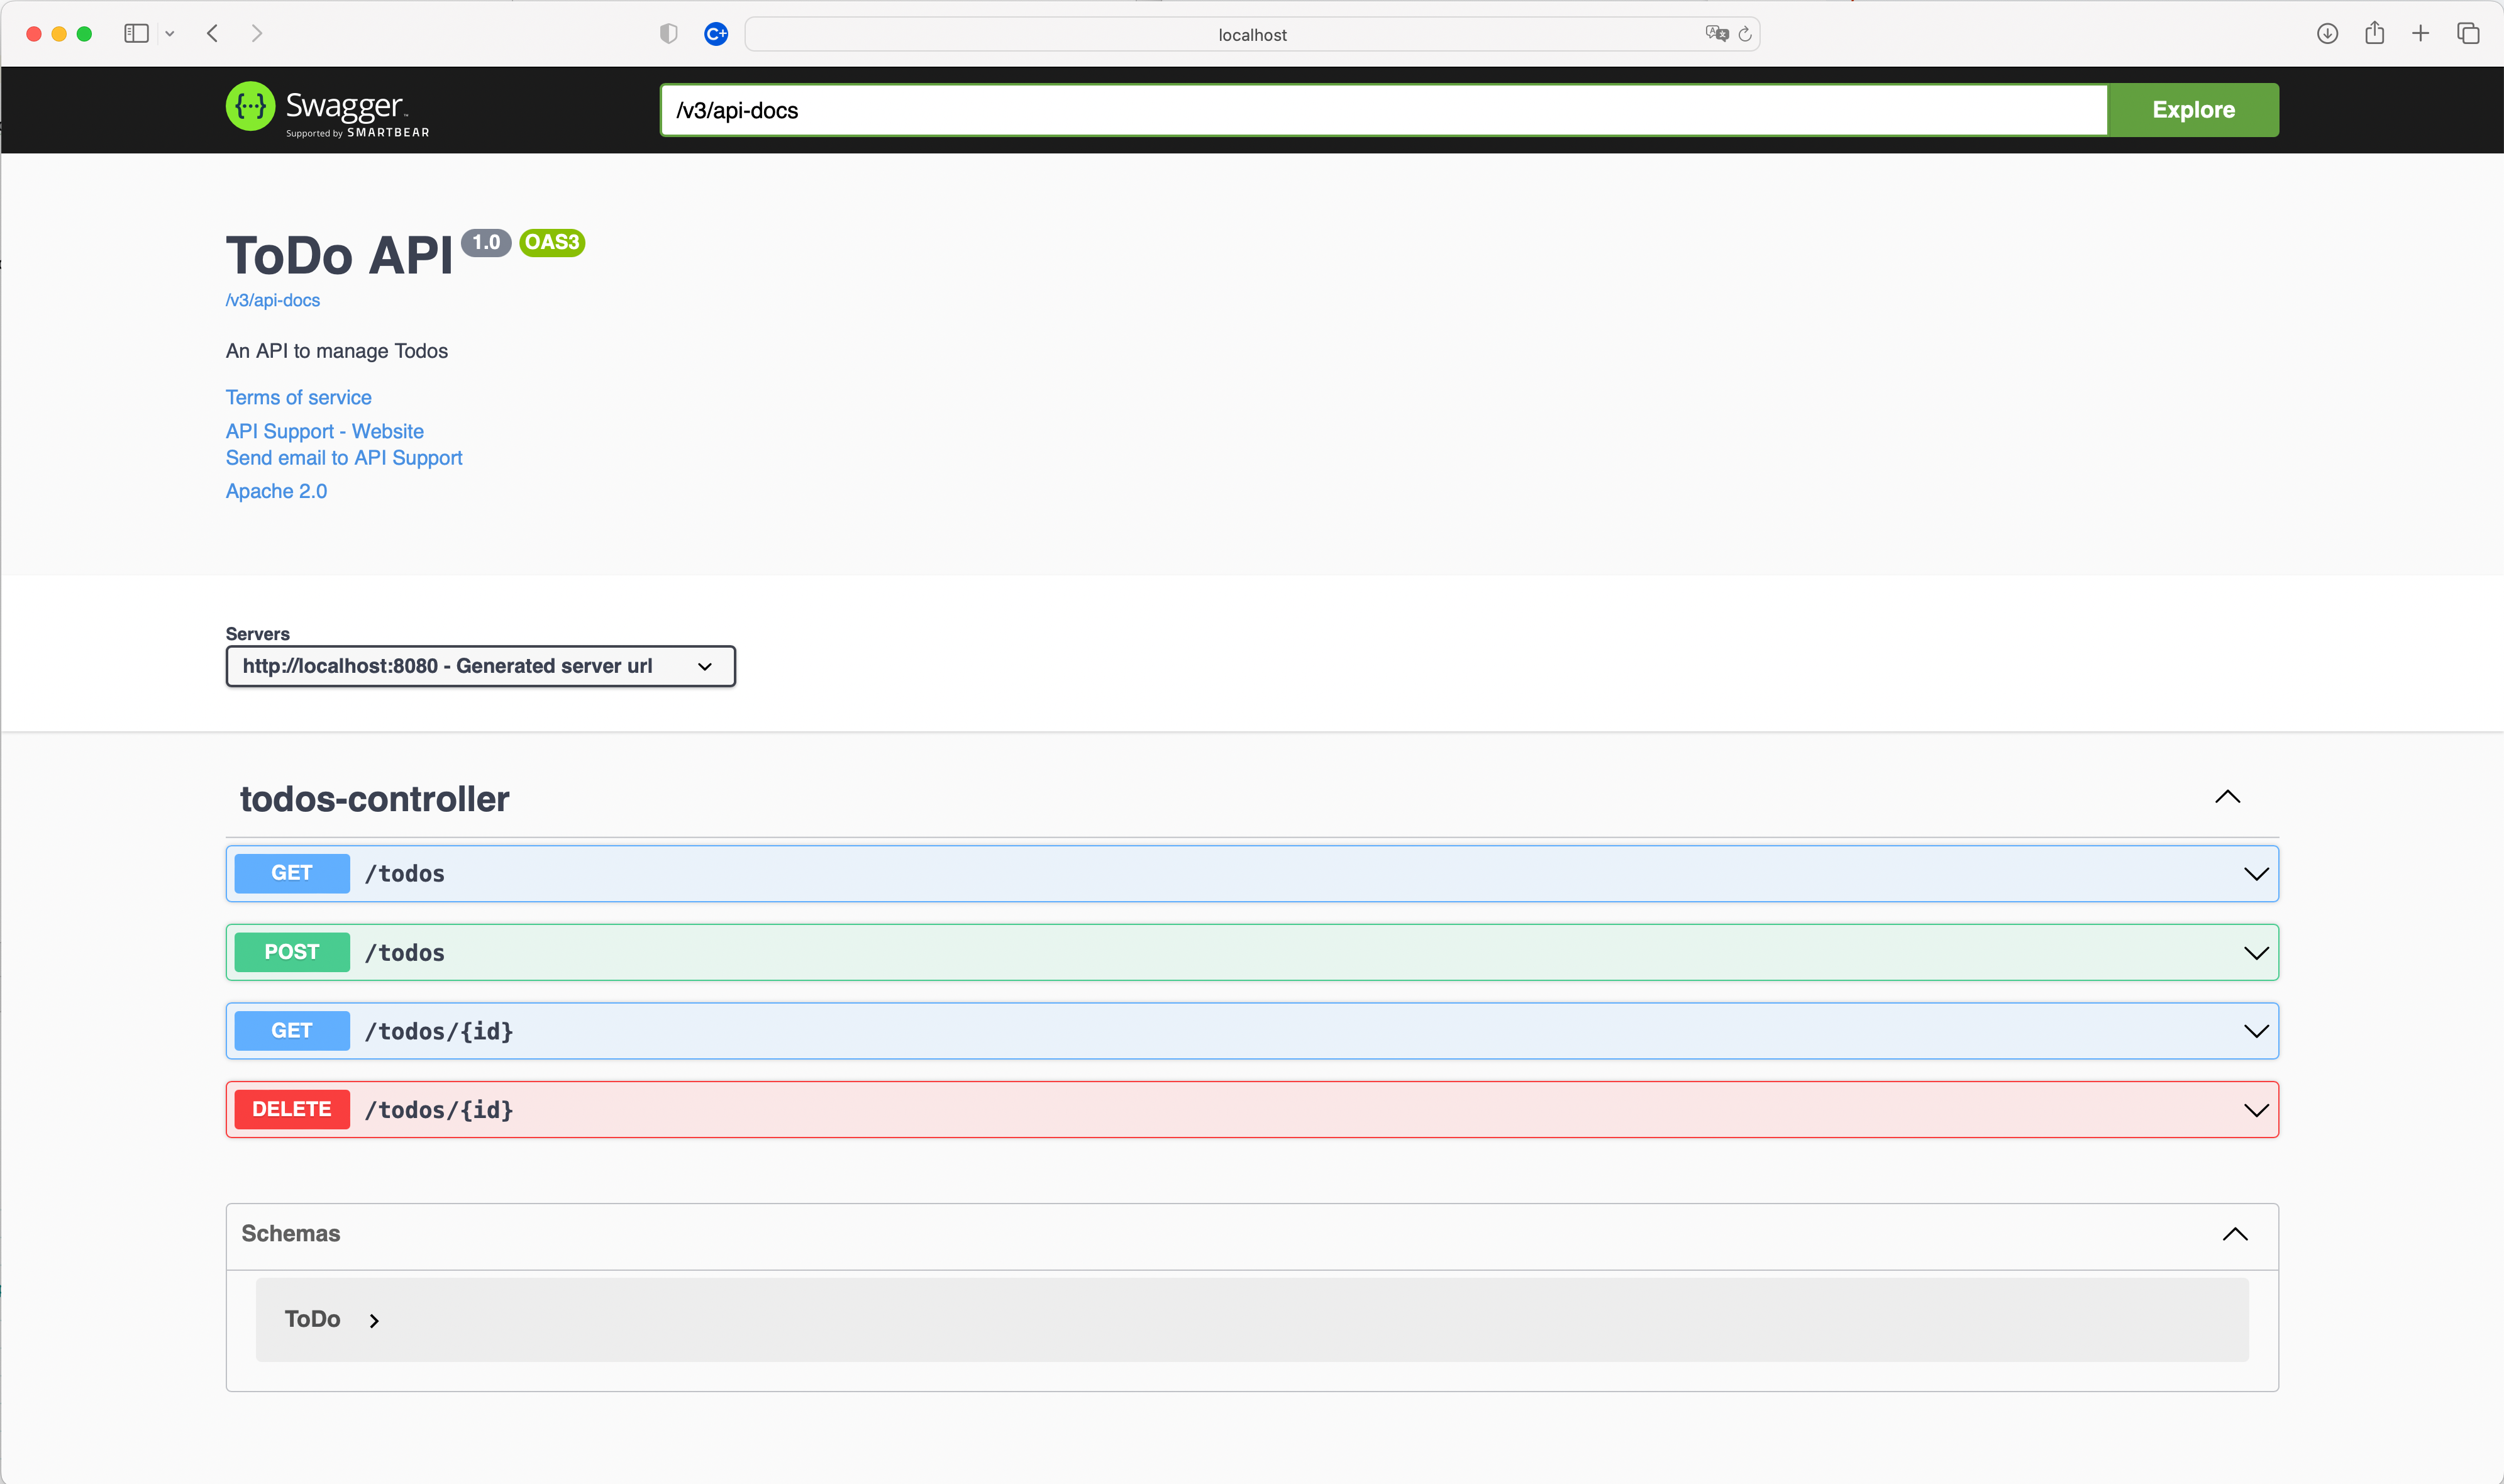 localhost
Swagger™
Supported by SMARTBEAR
/v3/api-docs
Explore
ToDo API 1.0 OAS3
/v3/api-docs
An API to manage Todos
Terms of service
API Support - Website
Send email to API Support
Apache 2.0
Servers
http://localhost:8080 - Generated server url
todos-controller
GET /todos
POST /todos
GET /todos/{id}
DELETE /todos/{id}
Schemas
ToDo